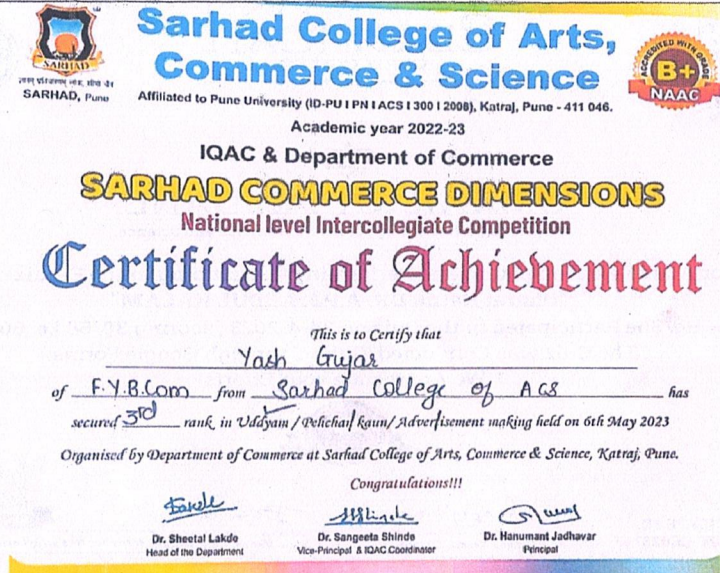 Sarhad College of Arts,
Commerce & Science
SARHAD
SARHAD, Pune
ACCREDITED WITH GRADE
B+
NAAC
Affiliated to Pune University (ID-PU I PN I ACS I 300 I 2008), Katraj, Pune - 411 046.
Academic year 2022-23
IQAC & Department of Commerce
SARHAD COMMERCE DIMENSIONS
National level Intercollegiate Competition
Certificate of Achievement
This is to Certify that
Yash Gujar
of F.Y.B.Com from Sarhad College of ACS has
secured 3rd rank in Uddyam / Pehchan kaun / Advertisement making held on 6th May 2023
Organised by Department of Commerce at Sarhad College of Arts, Commerce & Science, Katraj, Pune.
Congratulations!!!
Dr. Sheetal Lakde
Head of the Department
Dr. Sangeeta Shinde
Vice-Principal & IQAC Coordinator
Dr. Hanumant Jadhavar
Principal